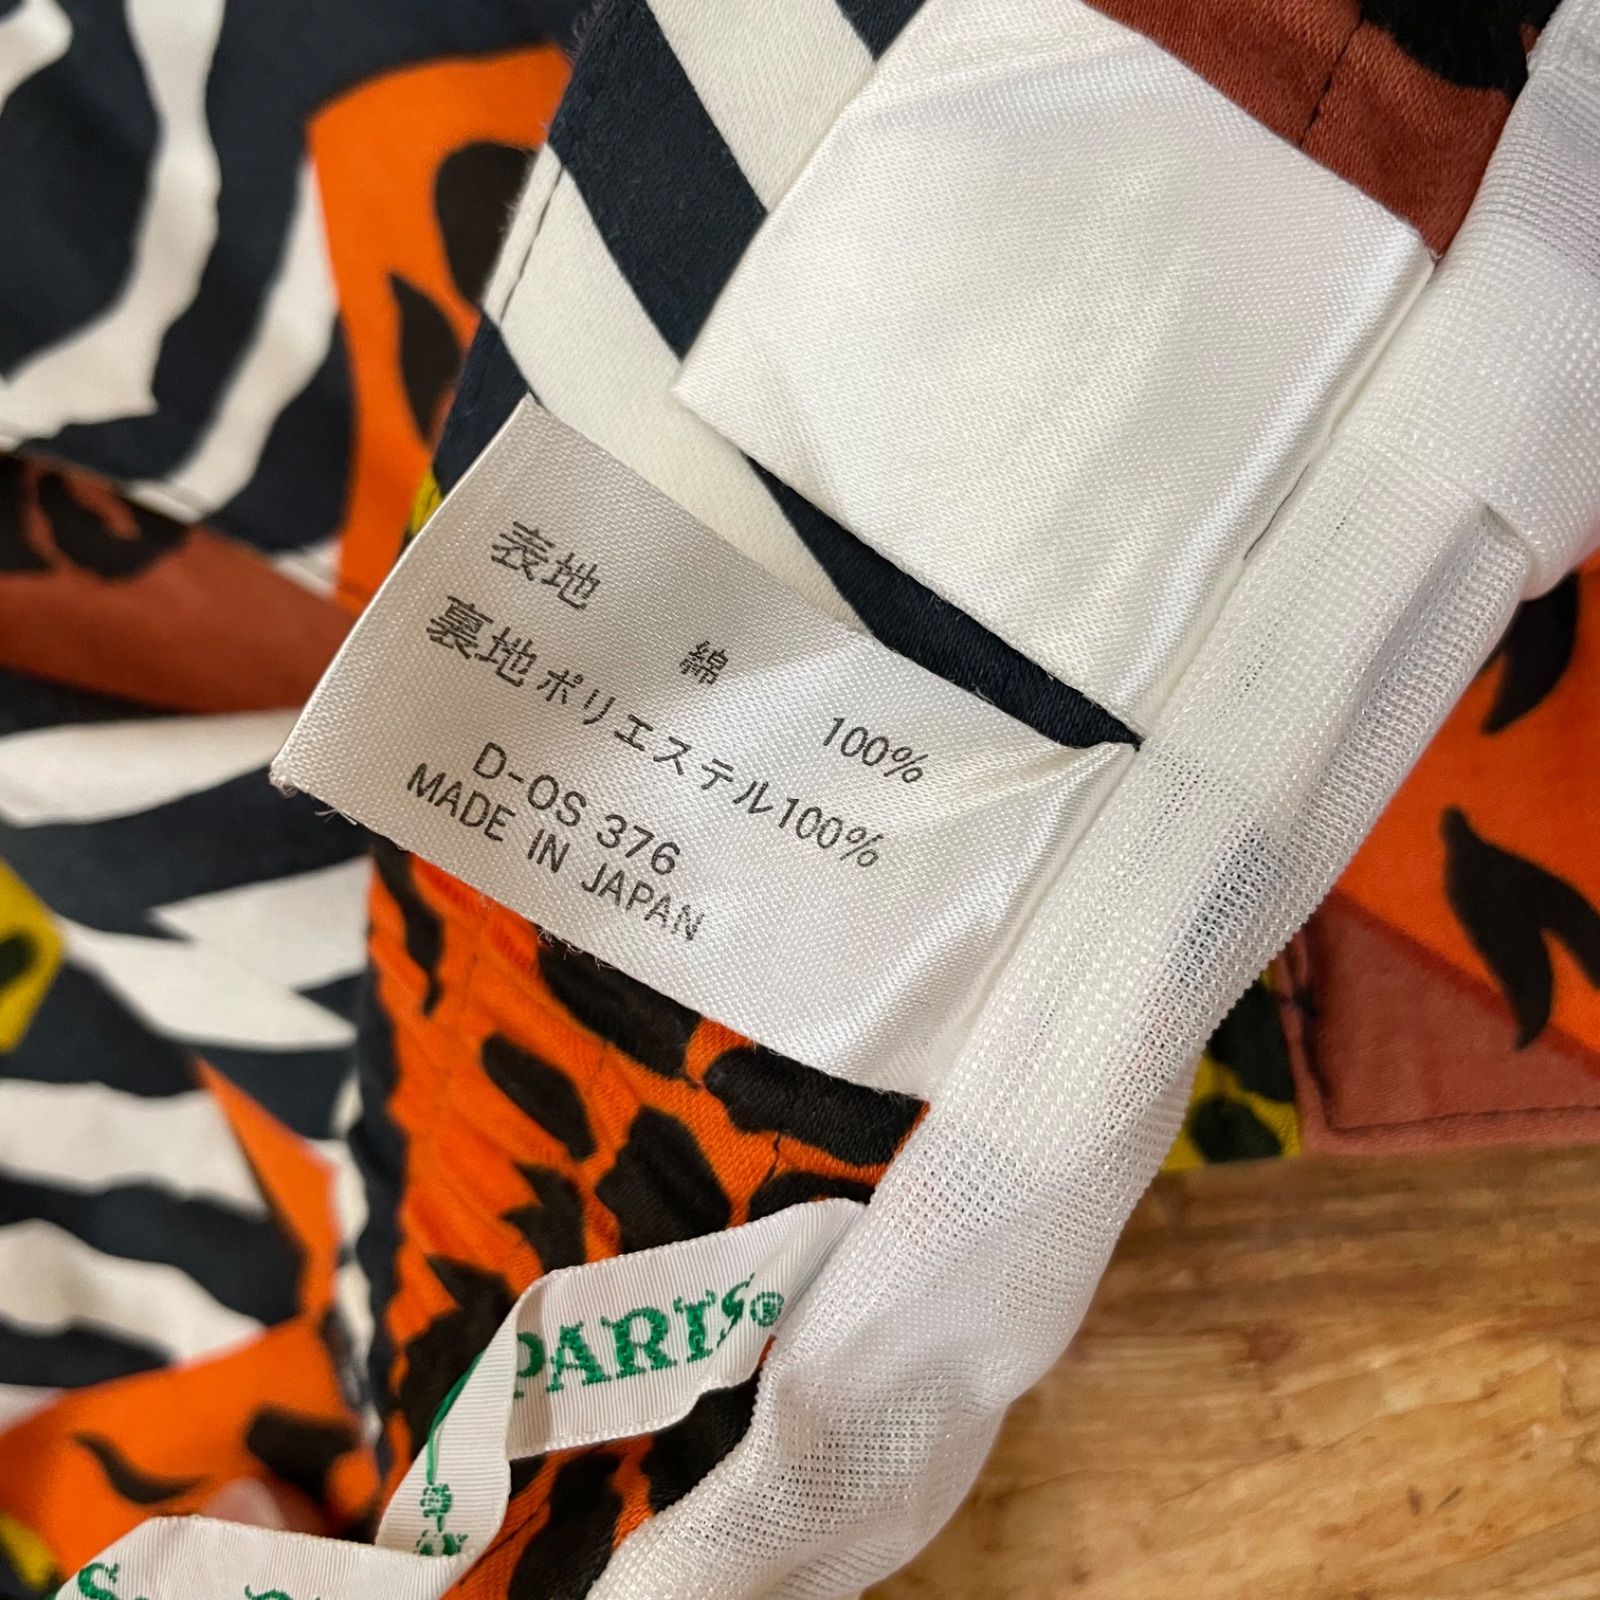 表地 綿 100%
裏地 ポリエステル100%
D-OS 376
MADE IN JAPAN
PARIS®